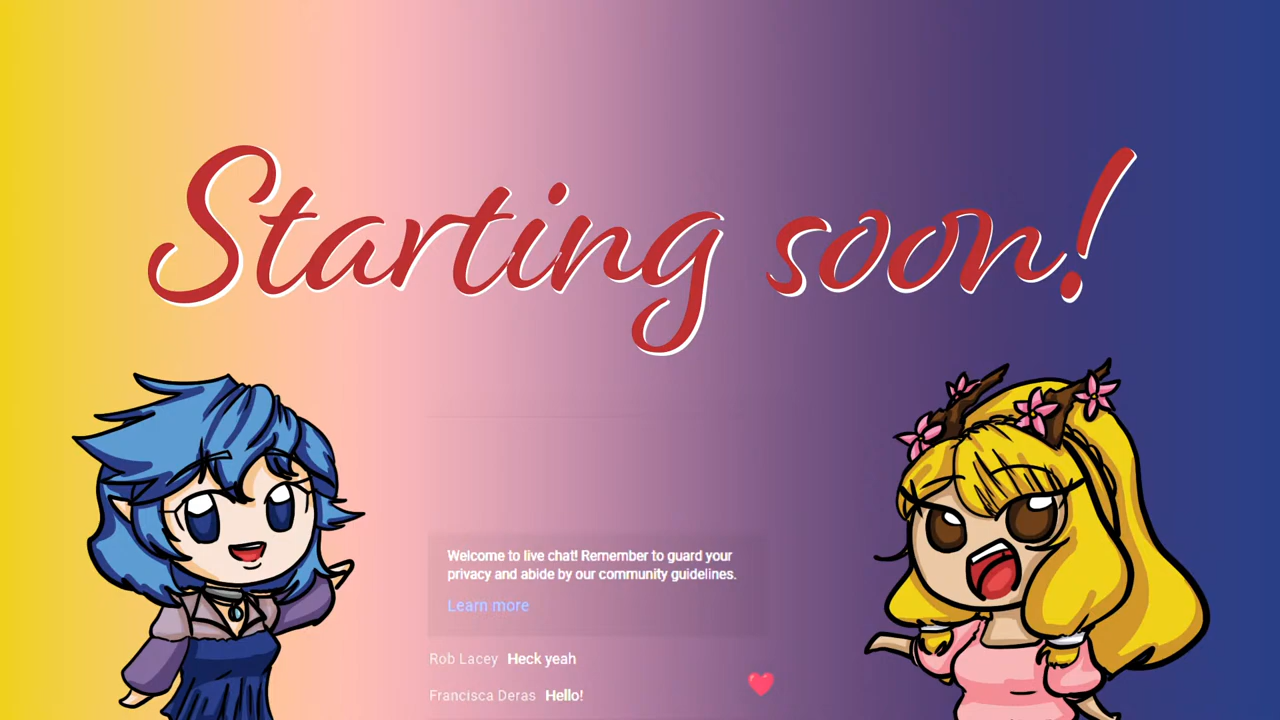 Starting soon!
Welcome to live chat! Remember to guard your
privacy and abide by our community guidelines.
Learn more
Rob Lacey Heck yeah
Francisca Deras Hello!